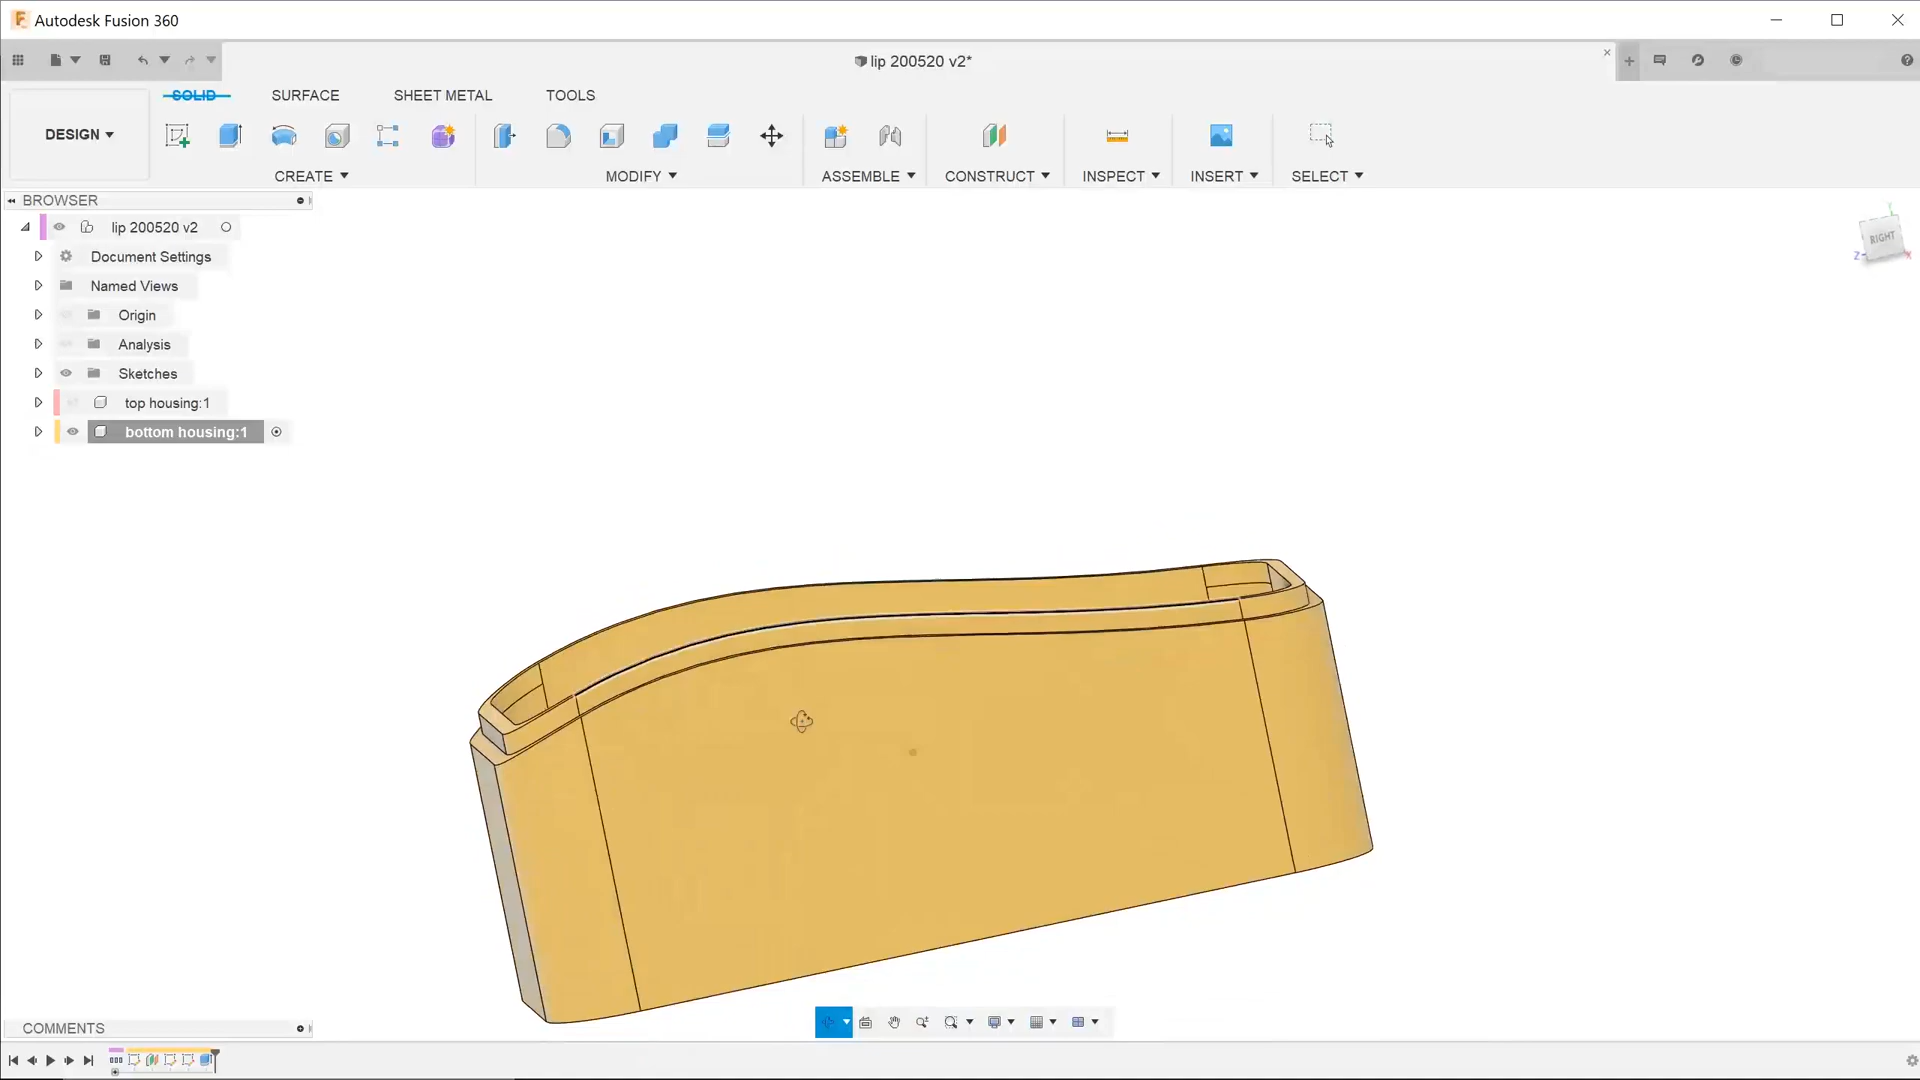 Autodesk Fusion 360
lip 200520 v2*
SOLID SURFACE SHEET METAL TOOLS
DESIGN
CREATE MODIFY ASSEMBLE CONSTRUCT INSPECT INSERT SELECT
BROWSER
lip 200520 v2
Document Settings
Named Views
Origin
Analysis
Sketches
top housing:1
bottom housing:1
RIGHT
Y
Z
X
COMMENTS